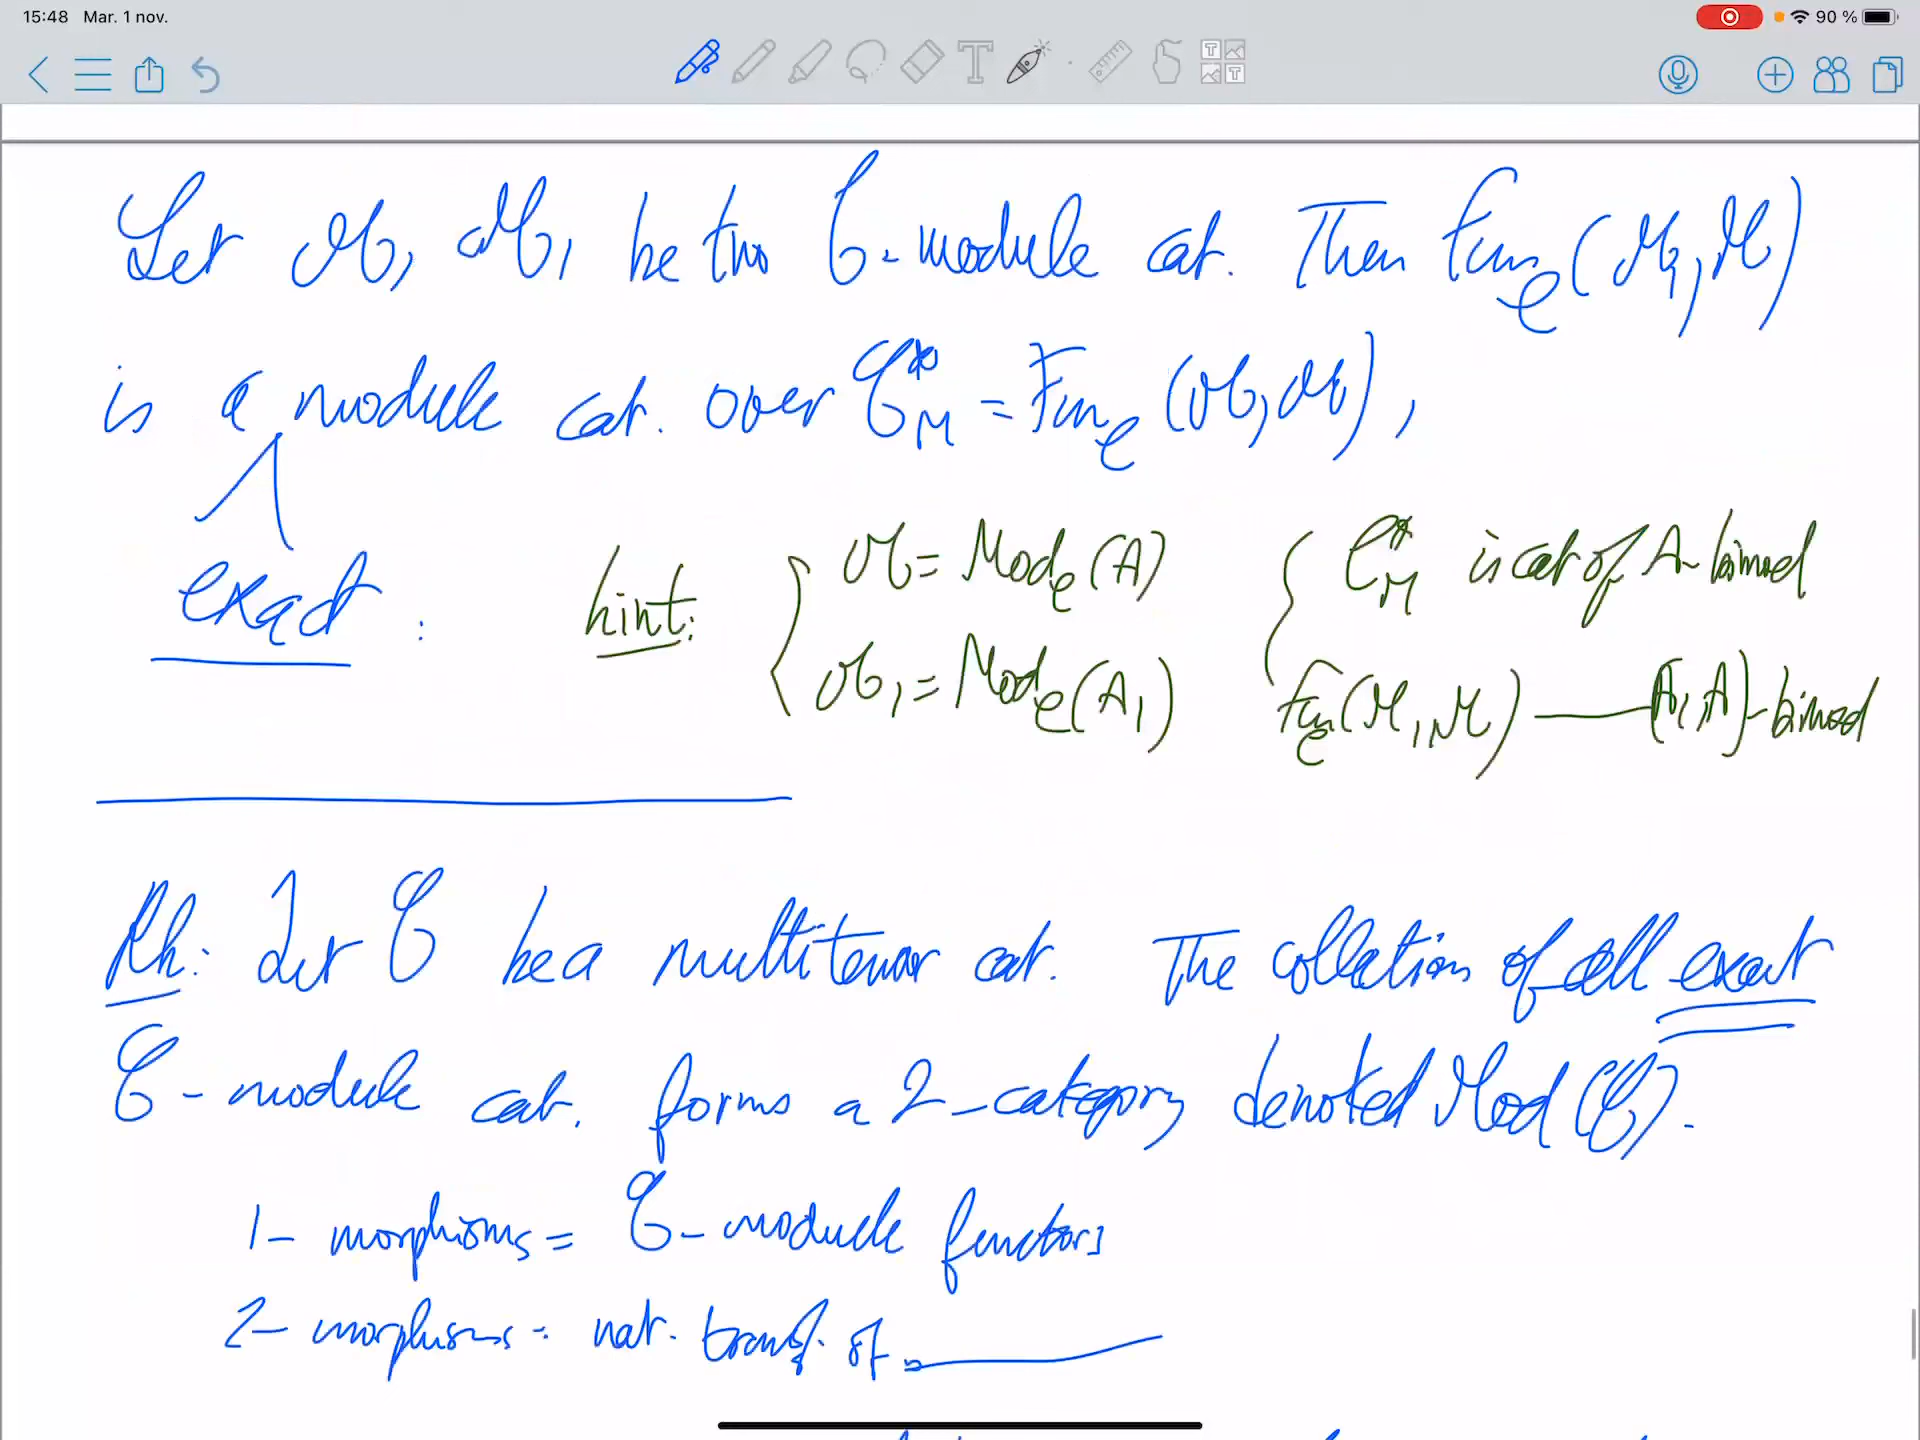 15:48 Mar. 1 nov. 90 %
Let M, M₁ be two C-module cat. Then Fun_C(M₁, M)
is a module cat. over C*_M = Fun_C(M, M),
exact :
hint: { M = Mod_C(A) { C*_M is cat of A-bimod
M₁ = Mod_C(A₁) Fun_C(M₁, M) —— (A₁, A)-bimod
Rk: Let C be a multitensor cat. The collection of all exact
C-module cat. forms a 2-category denoted Mod(C).
1- morphisms = C-module functors
2- morphisms = nat. transf. of ——